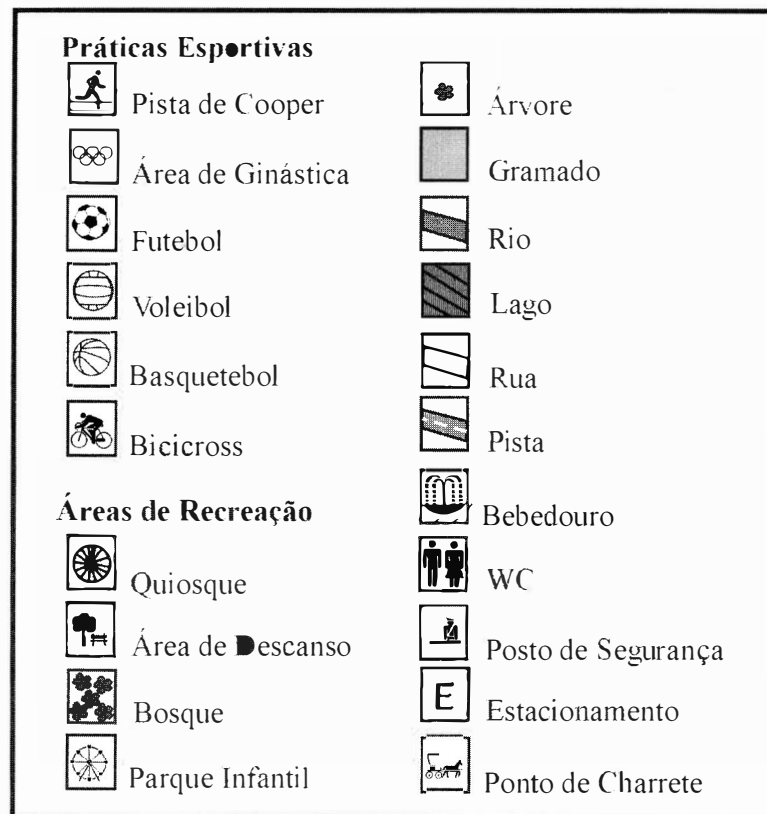 Práticas Esportivas
Pista de Cooper
Área de Ginástica
Futebol
Voleibol
Basquetebol
Bicicross
Áreas de Recreação
Quiosque
Área de Descanso
Bosque
Parque Infantil
Árvore
Gramado
Rio
Lago
Rua
Pista
Bebedouro
WC
Posto de Segurança
E
Estacionamento
Ponto de Charrete